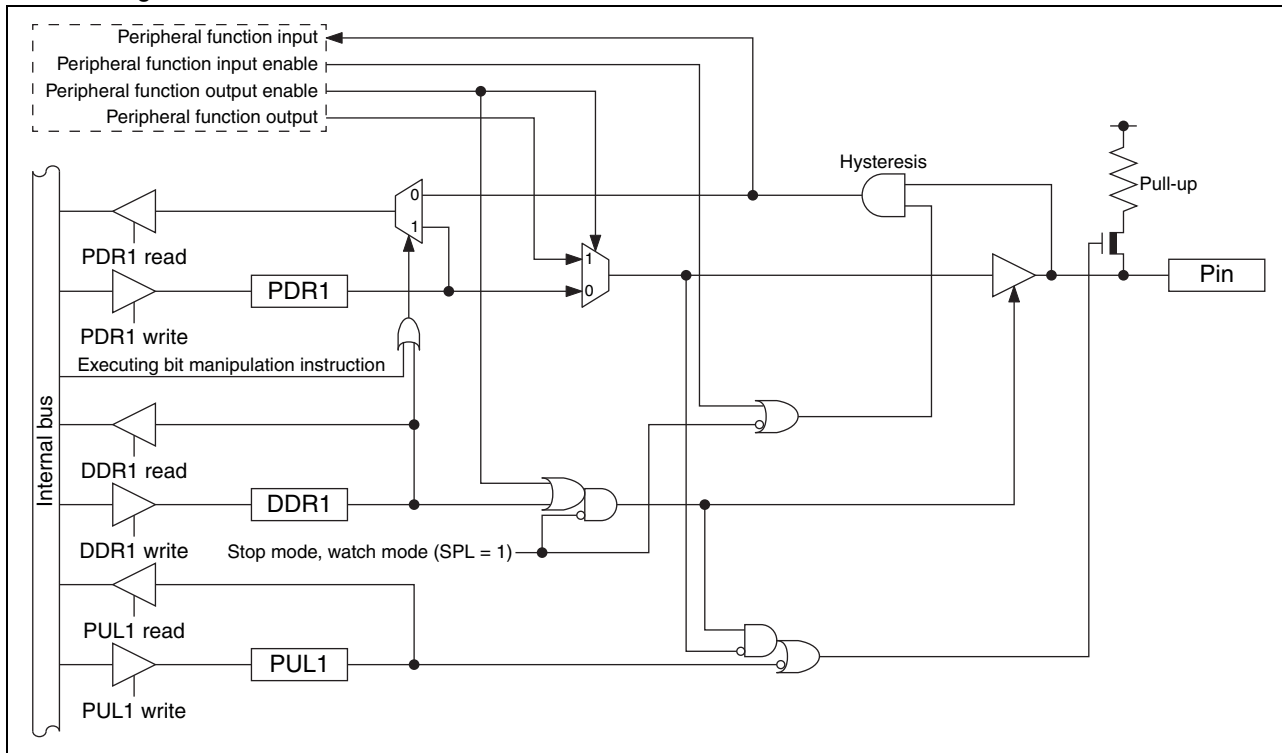 Peripheral function input
Peripheral function input enable
Peripheral function output enable
Peripheral function output
Hysteresis
Pull-up
0
1
PDR1 read
PDR1
1
0
Pin
PDR1 write
Executing bit manipulation instruction
Internal bus
DDR1 read
DDR1
DDR1 write
Stop mode, watch mode (SPL = 1)
PUL1 read
PUL1
PUL1 write